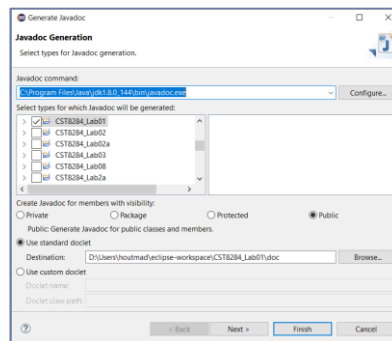 Generate Javadoc
Javadoc Generation
Select types for Javadoc generation.
Javadoc command:
C:\Program Files\Java\jdk1.8.0_144\bin\javadoc.exe Configure...
Select types for which Javadoc will be generated:
CST8284_Lab01
CST8284_Lab02
CST8284_Lab02a
CST8284_Lab03
CST8284_Lab08
CST8284_Lab2a
Create Javadoc for members with visibility:
Private Package Protected Public
Public: Generate Javadoc for public classes and members.
Use standard doclet
Destination: D:\Users\houtmad\eclipse-workspace\CST8284_Lab01\doc Browse...
Use custom doclet
Doclet name:
Doclet class path:
< Back Next > Finish Cancel